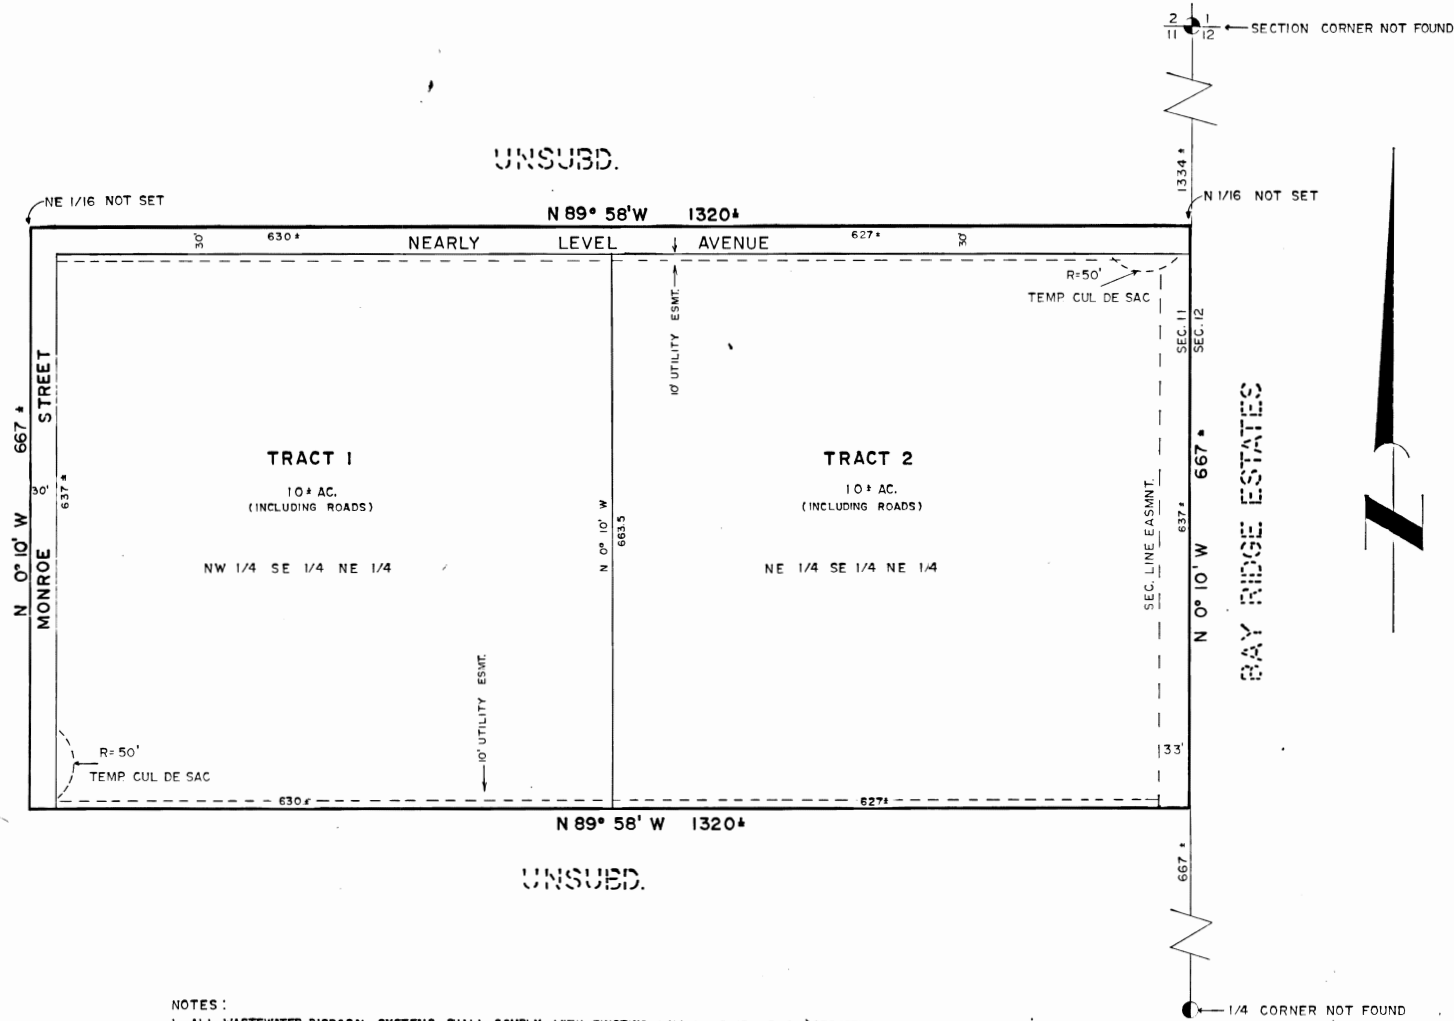 2 | 1
11 | 12
SECTION CORNER NOT FOUND
UNSUBD.
1334 ±
NE 1/16 NOT SET
N 1/16 NOT SET
N 89° 58' W 1320±
30'
630±
NEARLY LEVEL AVENUE
627±
30'
R=50'
TEMP. CUL DE SAC
10' UTILITY ESMT.
SEC. 11
SEC. 12
N 0° 10' W 667±
MONROE STREET
30'
637±
TRACT 1
10± AC.
(INCLUDING ROADS)
NW 1/4 SE 1/4 NE 1/4
N 0° 10' W
663.5
TRACT 2
10± AC.
(INCLUDING ROADS)
NE 1/4 SE 1/4 NE 1/4
SEC. LINE EASMNT.
637±
N 0° 10' W 667±
BAY RIDGE ESTATES
10' UTILITY ESMT.
R=50'
TEMP. CUL DE SAC
33'
630±
627±
N 89° 58' W 1320±
UNSUBD.
667 ±
NOTES:
1/4 CORNER NOT FOUND